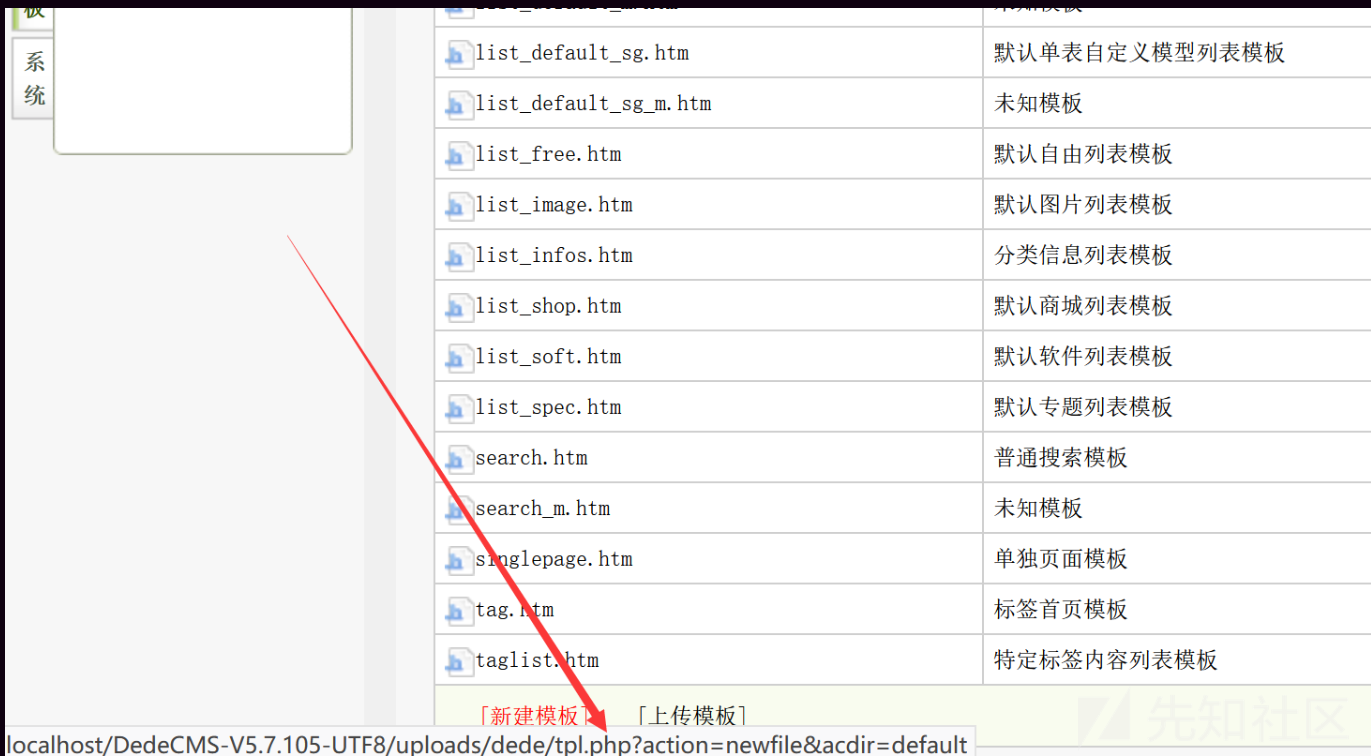 板
系统
list_default_m.htm 未知模板
list_default_sg.htm 默认单表自定义模型列表模板
list_default_sg_m.htm 未知模板
list_free.htm 默认自由列表模板
list_image.htm 默认图片列表模板
list_infos.htm 分类信息列表模板
list_shop.htm 默认商城列表模板
list_soft.htm 默认软件列表模板
list_spec.htm 默认专题列表模板
search.htm 普通搜索模板
search_m.htm 未知模板
singlepage.htm 单独页面模板
tag.htm 标签首页模板
taglist.htm 特定标签内容列表模板
[新建模板] [上传模板]
先知社区
localhost/DedeCMS-V5.7.105-UTF8/uploads/dede/tpl.php?action=newfile&acdir=default